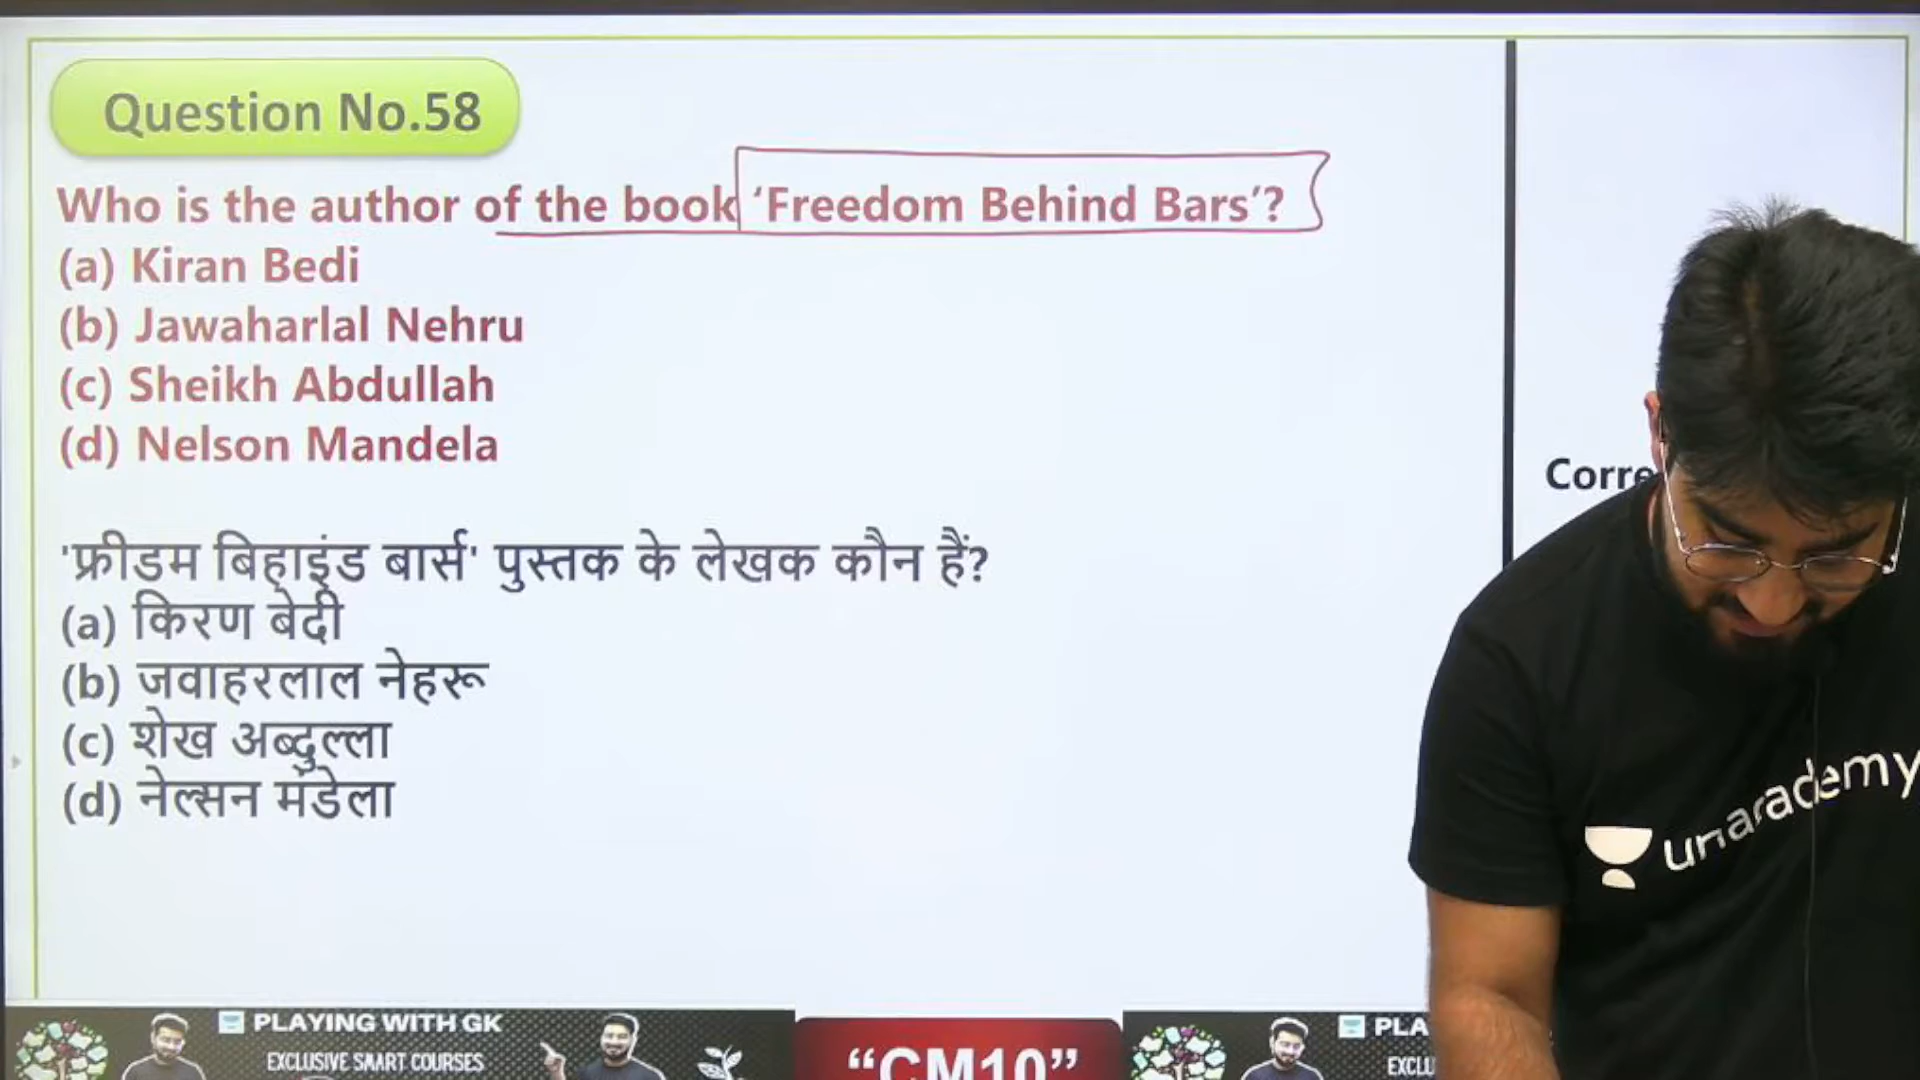 Question No.58
Who is the author of the book 'Freedom Behind Bars'?
(a) Kiran Bedi
(b) Jawaharlal Nehru
(c) Sheikh Abdullah
(d) Nelson Mandela
Corre
'फ्रीडम बिहाइंड बार्स' पुस्तक के लेखक कौन हैं?
(a) किरण बेदी
(b) जवाहरलाल नेहरू
(c) शेख अब्दुल्ला
(d) नेल्सन मंडेला
unacademy
PLAYING WITH GK
EXCLUSIVE SMART COURSES
"CM10"
PLA
EXCLU